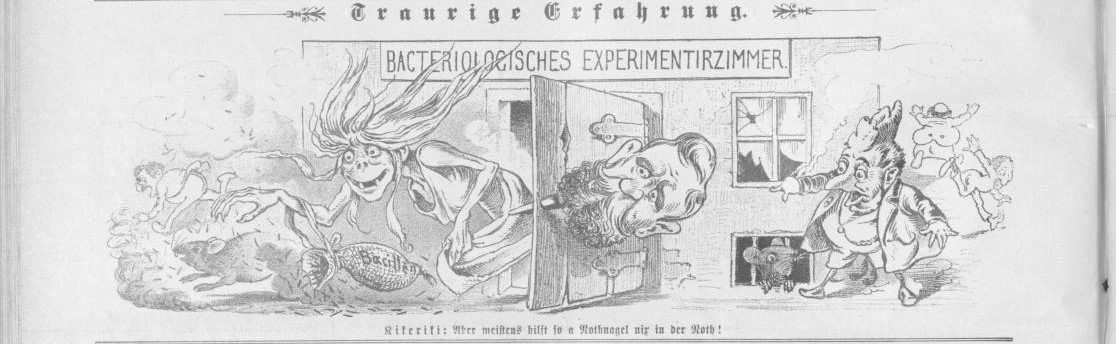 Traurige Erfahrung.
BACTERIOLOGISCHES EXPERIMENTIRZIMMER.
Bacillen
Kikeriki: Aber meistens hilft so a Nothnagel nix in der Noth!